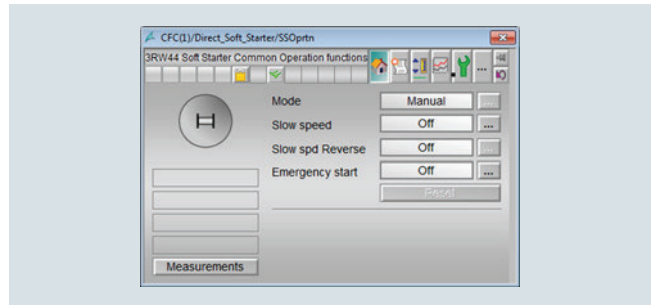 CFC(1)/Direct_Soft_Starter/SSOprtn
3RW44 Soft Starter Common Operation functions
...
Mode Manual ...
Slow speed Off ...
Slow spd Reverse Off ...
Emergency start Off ...
Reset
Measurements